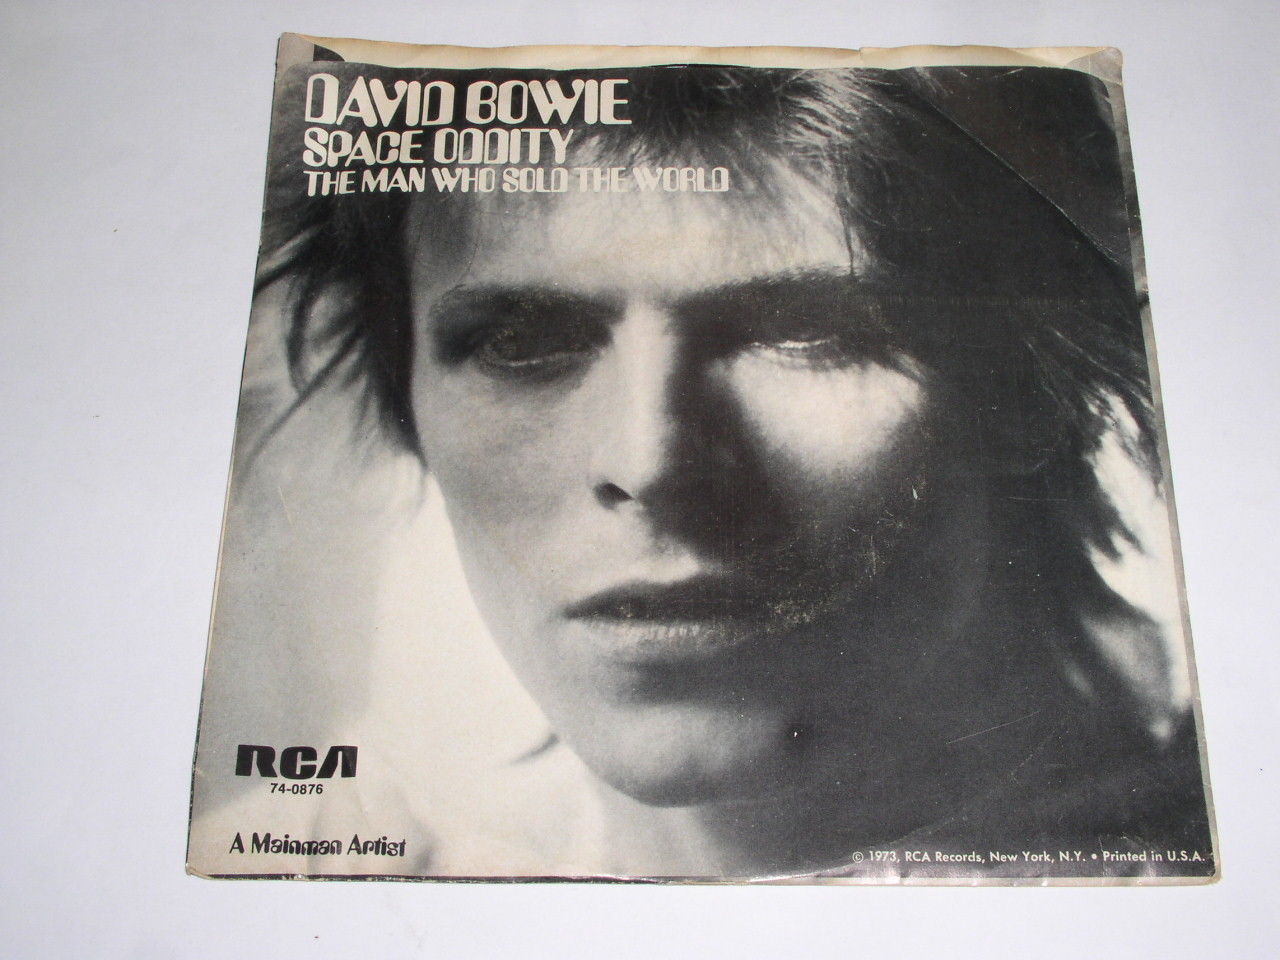 DAVID BOWIE
SPACE ODDITY
THE MAN WHO SOLD THE WORLD
RCA
74-0876
A Mainman Artist
© 1973, RCA Records, New York, N.Y. • Printed in U.S.A.